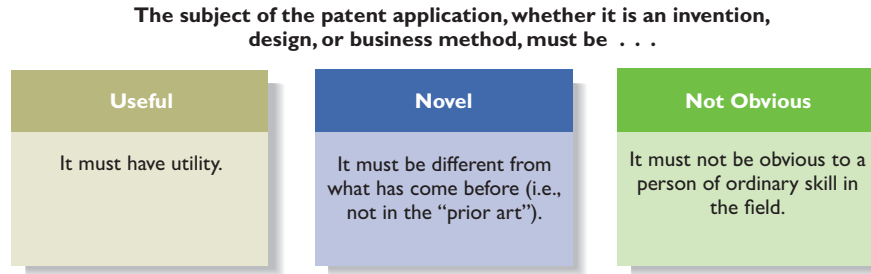 The subject of the patent application, whether it is an invention,
design, or business method, must be . . .
Useful
It must have utility.
Novel
It must be different from
what has come before (i.e.,
not in the “prior art”).
Not Obvious
It must not be obvious to a
person of ordinary skill in
the field.